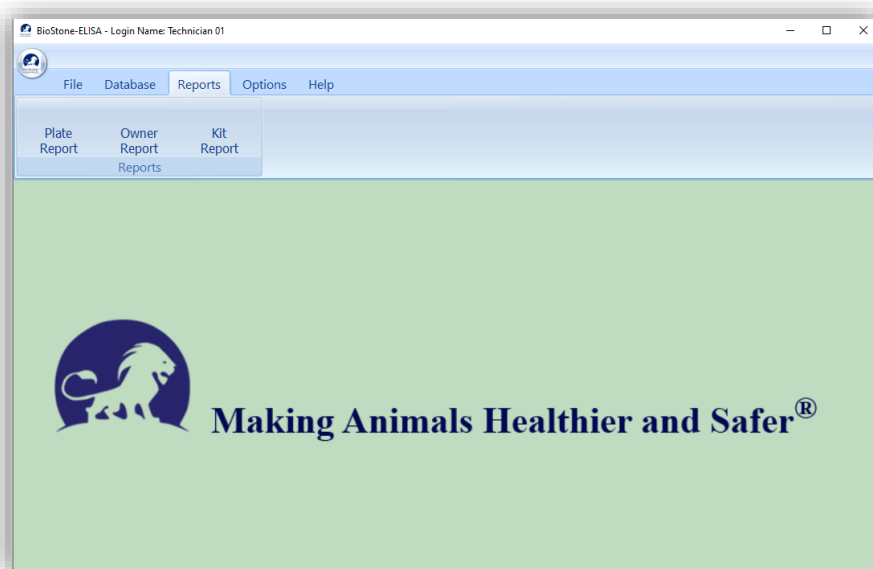 BioStone-ELISA - Login Name: Technician 01
File Database Reports Options Help
Plate Owner Kit
Report Report Report
Reports
Making Animals Healthier and Safer®